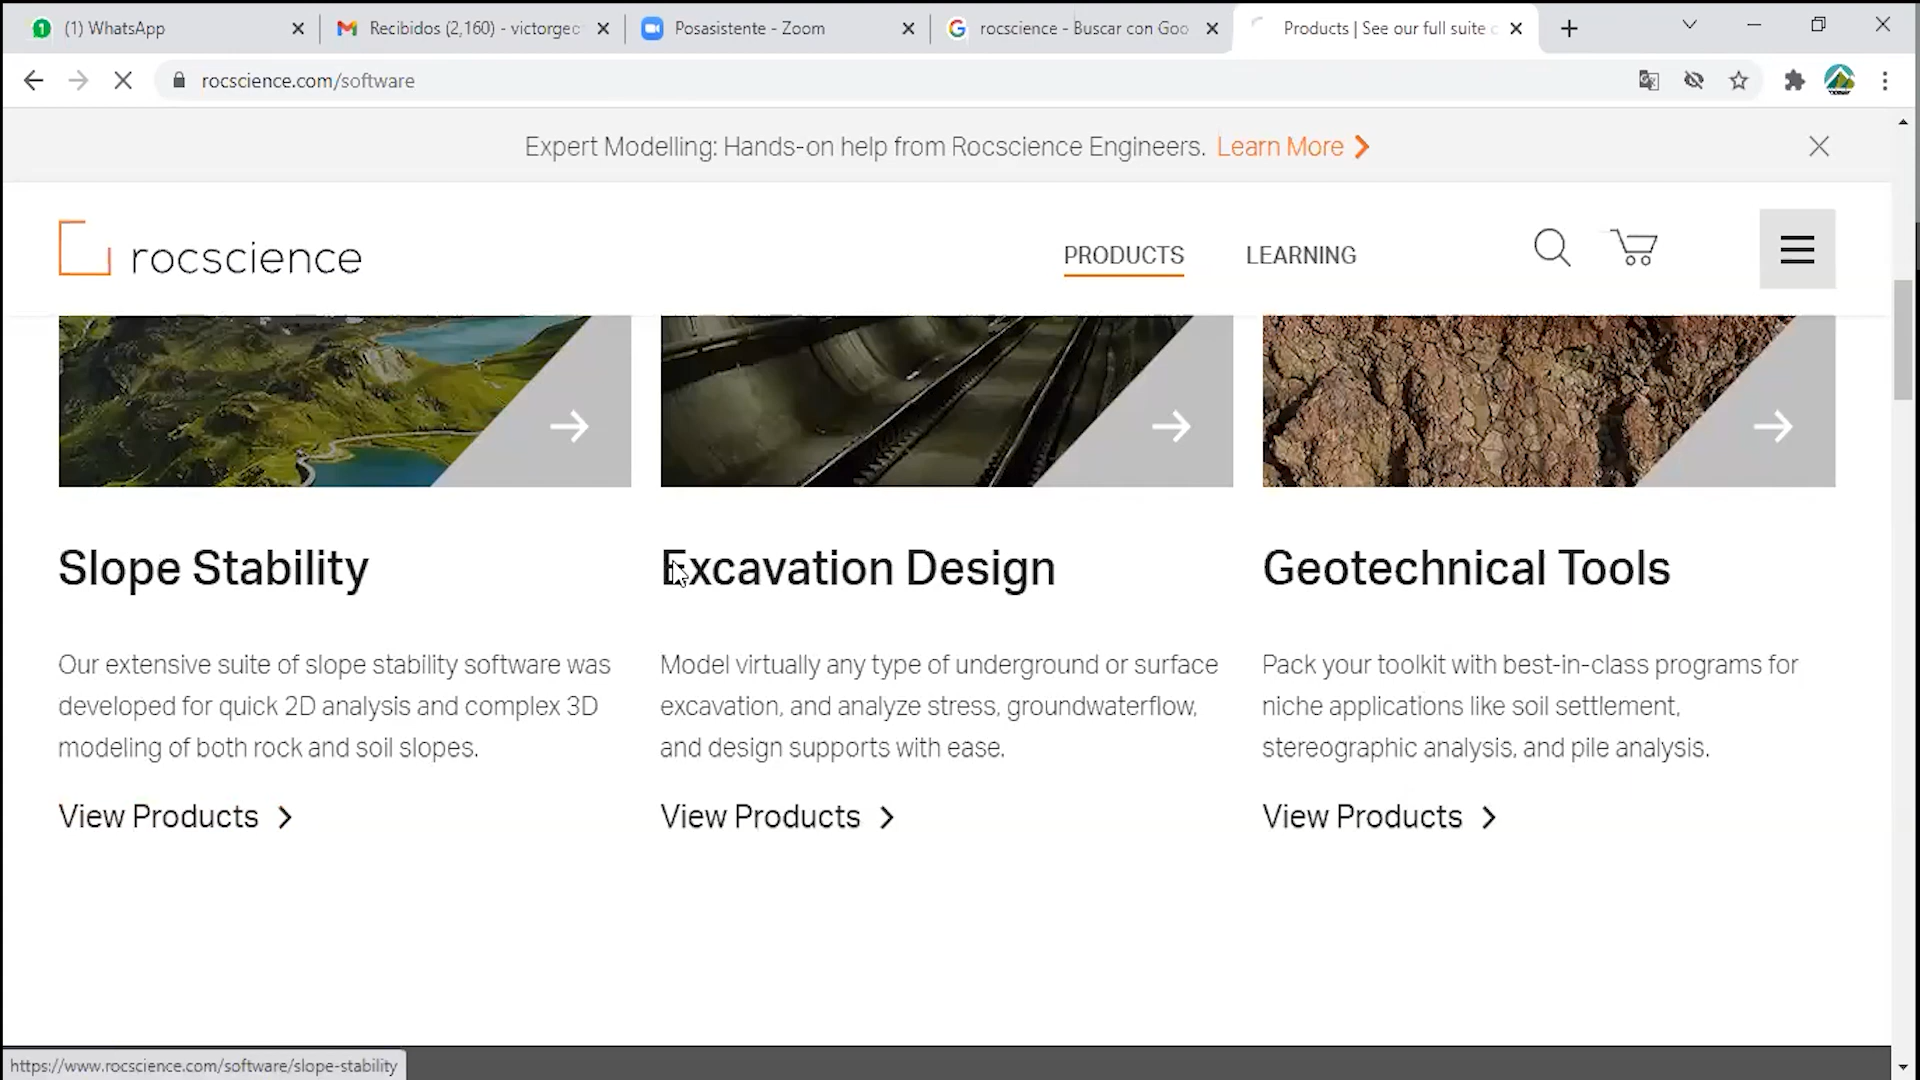 (1) WhatsApp
Recibidos (2,160) - victorgec
Posasistente - Zoom
rocscience - Buscar con Goo
Products | See our full suite
rocscience.com/software
Expert Modelling: Hands-on help from Rocscience Engineers. Learn More
rocscience
PRODUCTS
LEARNING
Slope Stability
Our extensive suite of slope stability software was
developed for quick 2D analysis and complex 3D
modeling of both rock and soil slopes.
View Products
Excavation Design
Model virtually any type of underground or surface
excavation, and analyze stress, groundwaterflow,
and design supports with ease.
View Products
Geotechnical Tools
Pack your toolkit with best-in-class programs for
niche applications like soil settlement,
stereographic analysis, and pile analysis.
View Products
https://www.rocscience.com/software/slope-stability